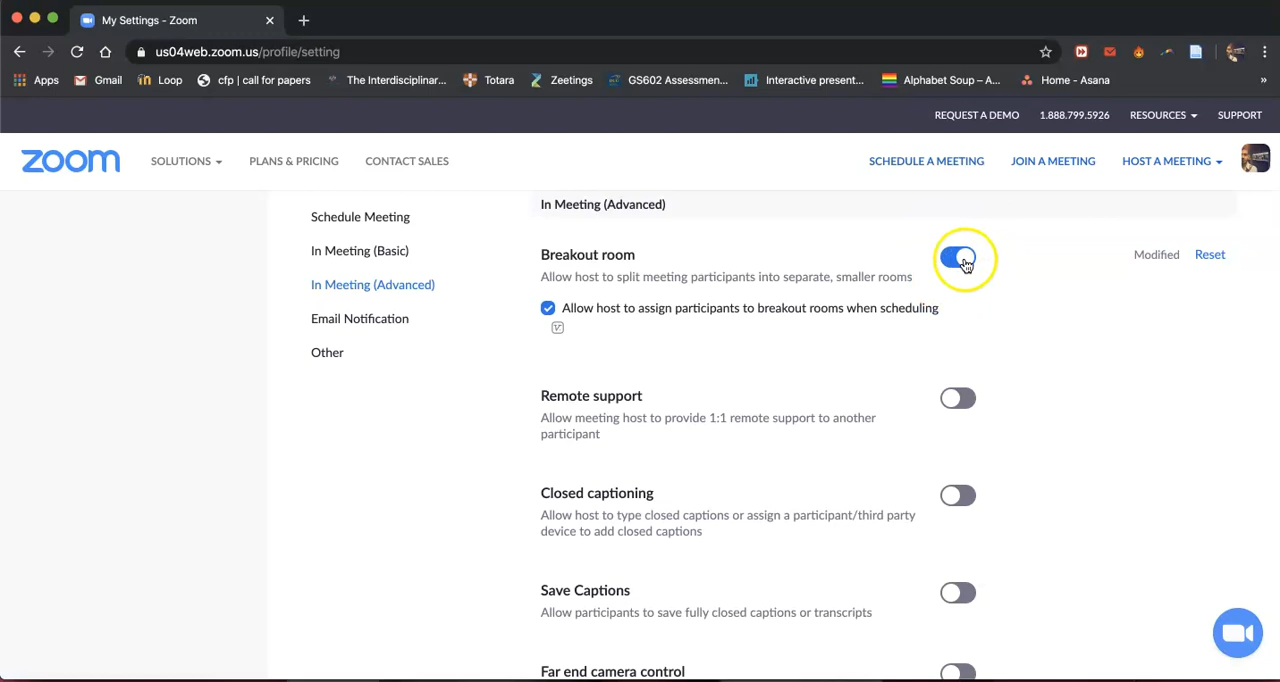 My Settings - Zoom
us04web.zoom.us/profile/setting
Apps Gmail Loop cfp | call for papers The Interdisciplinar... Totara Zeetings GS602 Assessmen... Interactive present... Alphabet Soup – A... Home - Asana »
REQUEST A DEMO 1.888.799.5926 RESOURCES SUPPORT
zoom SOLUTIONS PLANS & PRICING CONTACT SALES SCHEDULE A MEETING JOIN A MEETING HOST A MEETING
Schedule Meeting
In Meeting (Basic)
In Meeting (Advanced)
Email Notification
Other
In Meeting (Advanced)
Breakout room Modified Reset
Allow host to split meeting participants into separate, smaller rooms
Allow host to assign participants to breakout rooms when scheduling
Remote support
Allow meeting host to provide 1:1 remote support to another
participant
Closed captioning
Allow host to type closed captions or assign a participant/third party
device to add closed captions
Save Captions
Allow participants to save fully closed captions or transcripts
Far end camera control